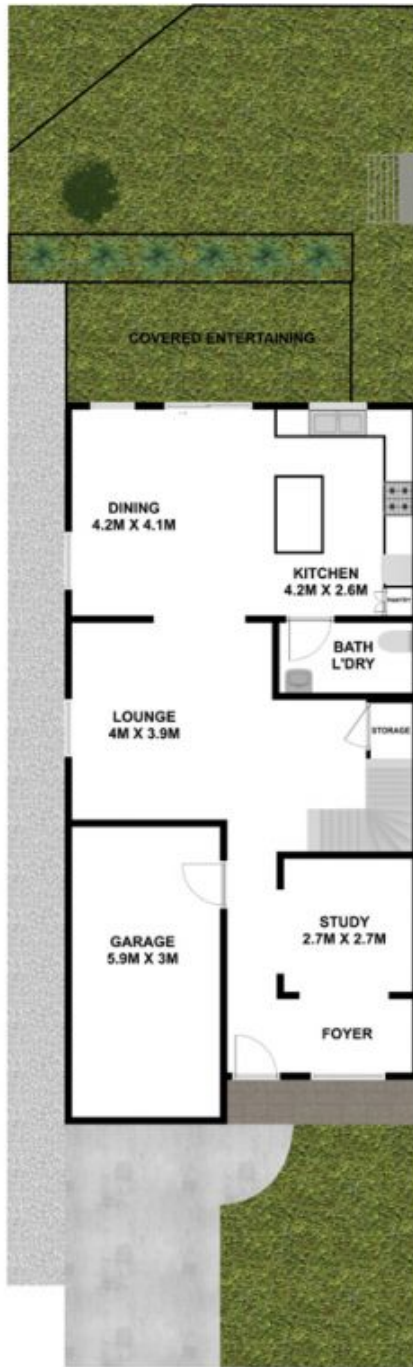 COVERED ENTERTAINING
DINING
4.2M X 4.1M
KITCHEN
4.2M X 2.6M
PANTRY
BATH
L'DRY
LOUNGE
4M X 3.9M
STORAGE
GARAGE
5.9M X 3M
STUDY
2.7M X 2.7M
FOYER